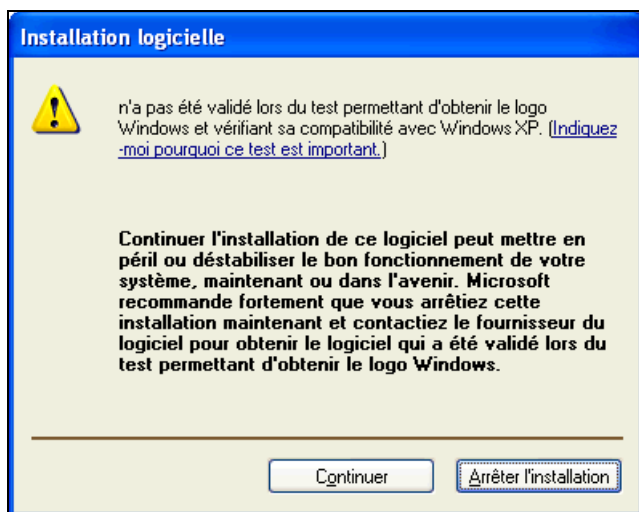 Installation logicielle
n'a pas été validé lors du test permettant d'obtenir le logo
Windows et vérifiant sa compatibilité avec Windows XP. (Indiquez
-moi pourquoi ce test est important.)
Continuer l'installation de ce logiciel peut mettre en
péril ou déstabiliser le bon fonctionnement de votre
système, maintenant ou dans l'avenir. Microsoft
recommande fortement que vous arrêtiez cette
installation maintenant et contactiez le fournisseur du
logiciel pour obtenir le logiciel qui a été validé lors du
test permettant d'obtenir le logo Windows.
Continuer
Arrêter l'installation